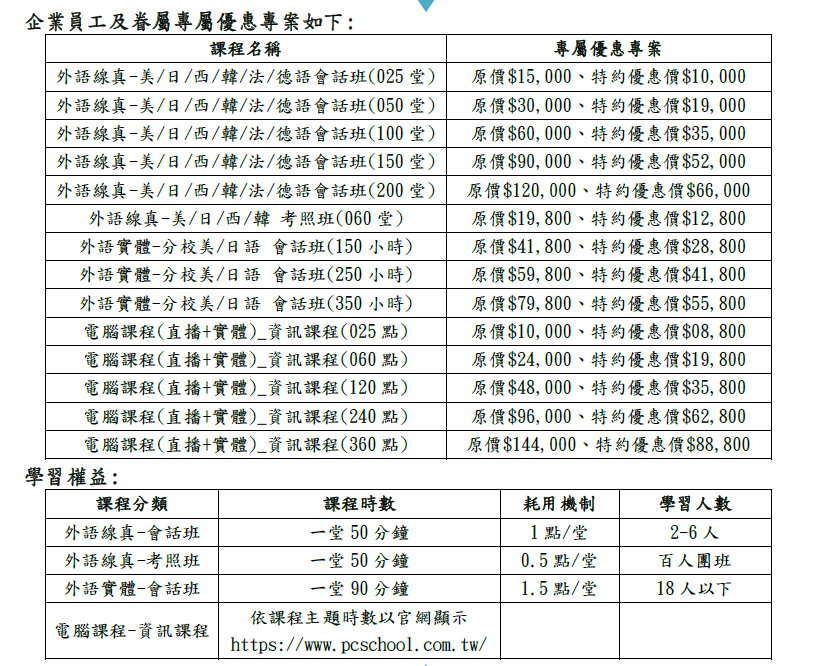 企業員工及眷屬專屬優惠專案如下:
課程名稱 專屬優惠專案
外語線真-美/日/西/韓/法/德語會話班(025 堂) 原價$15,000、特約優惠價$10,000
外語線真-美/日/西/韓/法/德語會話班(050 堂) 原價$30,000、特約優惠價$19,000
外語線真-美/日/西/韓/法/德語會話班(100 堂) 原價$60,000、特約優惠價$35,000
外語線真-美/日/西/韓/法/德語會話班(150 堂) 原價$90,000、特約優惠價$52,000
外語線真-美/日/西/韓/法/德語會話班(200 堂) 原價$120,000、特約優惠價$66,000
外語線真-美/日/西/韓 考照班(060 堂) 原價$19,800、特約優惠價$12,800
外語實體-分校美/日語 會話班(150 小時) 原價$41,800、特約優惠價$28,800
外語實體-分校美/日語 會話班(250 小時) 原價$59,800、特約優惠價$41,800
外語實體-分校美/日語 會話班(350 小時) 原價$79,800、特約優惠價$55,800
電腦課程(直播+實體)_資訊課程(025 點) 原價$10,000、特約優惠價$08,800
電腦課程(直播+實體)_資訊課程(060 點) 原價$24,000、特約優惠價$19,800
電腦課程(直播+實體)_資訊課程(120 點) 原價$48,000、特約優惠價$35,800
電腦課程(直播+實體)_資訊課程(240 點) 原價$96,000、特約優惠價$62,800
電腦課程(直播+實體)_資訊課程(360 點) 原價$144,000、特約優惠價$88,800
學習權益:
課程分類 課程時數 耗用機制 學習人數
外語線真-會話班 一堂 50 分鐘 1 點/堂 2-6 人
外語線真-考照班 一堂 50 分鐘 0.5 點/堂 百人團班
外語實體-會話班 一堂 90 分鐘 1.5 點/堂 18 人以下
電腦課程-資訊課程 依課程主題時數以官網顯示
https://www.pcschool.com.tw/